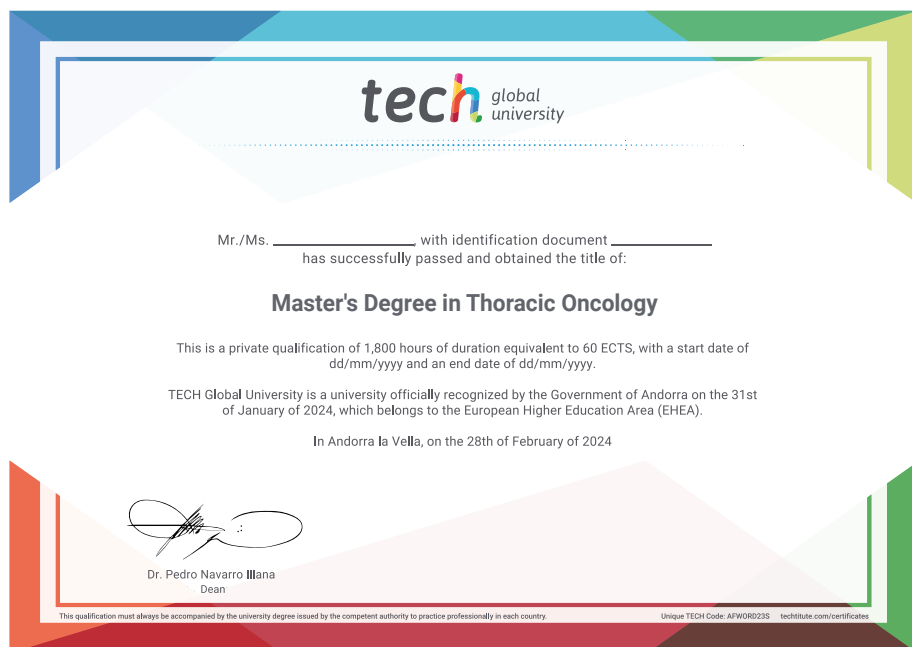 tech global
university
Mr./Ms. ____________________, with identification document ______________
has successfully passed and obtained the title of:
Master's Degree in Thoracic Oncology
This is a private qualification of 1,800 hours of duration equivalent to 60 ECTS, with a start date of
dd/mm/yyyy and an end date of dd/mm/yyyy.
TECH Global University is a university officially recognized by the Government of Andorra on the 31st
of January of 2024, which belongs to the European Higher Education Area (EHEA).
In Andorra la Vella, on the 28th of February of 2024
Dr. Pedro Navarro Illana
Dean
This qualification must always be accompanied by the university degree issued by the competent authority to practice professionally in each country.
Unique TECH Code: AFWORD23S techtitute.com/certificates